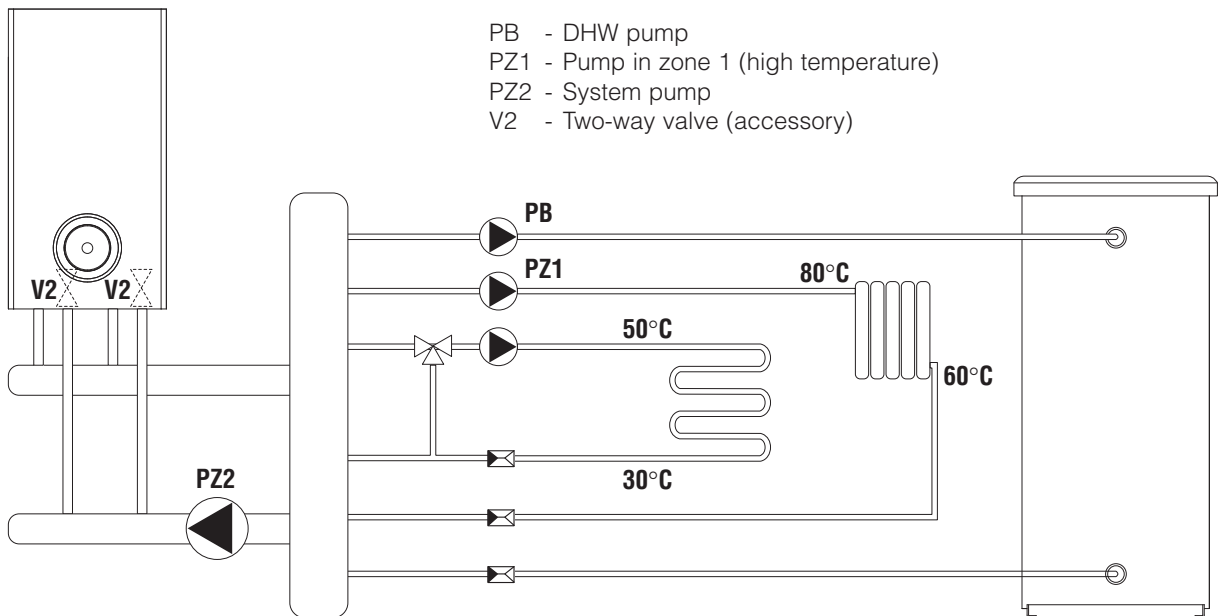 PB - DHW pump
PZ1 - Pump in zone 1 (high temperature)
PZ2 - System pump
V2 - Two-way valve (accessory)
PB
PZ1
80°C
V2 V2
50°C
60°C
30°C
PZ2